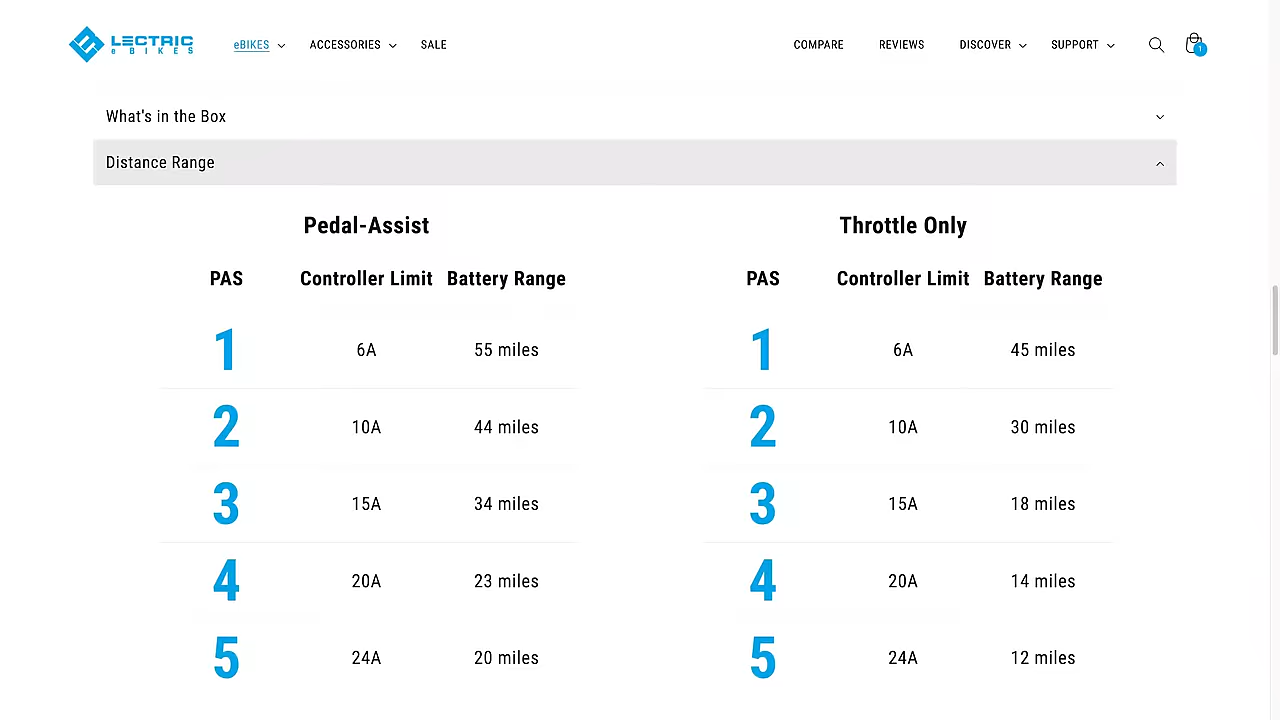 LECTRIC
eBIKES
eBIKES
ACCESSORIES
SALE
COMPARE
REVIEWS
DISCOVER
SUPPORT
1
What's in the Box
Distance Range
Pedal-Assist
PAS Controller Limit Battery Range
1 6A 55 miles
2 10A 44 miles
3 15A 34 miles
4 20A 23 miles
5 24A 20 miles
Throttle Only
PAS Controller Limit Battery Range
1 6A 45 miles
2 10A 30 miles
3 15A 18 miles
4 20A 14 miles
5 24A 12 miles